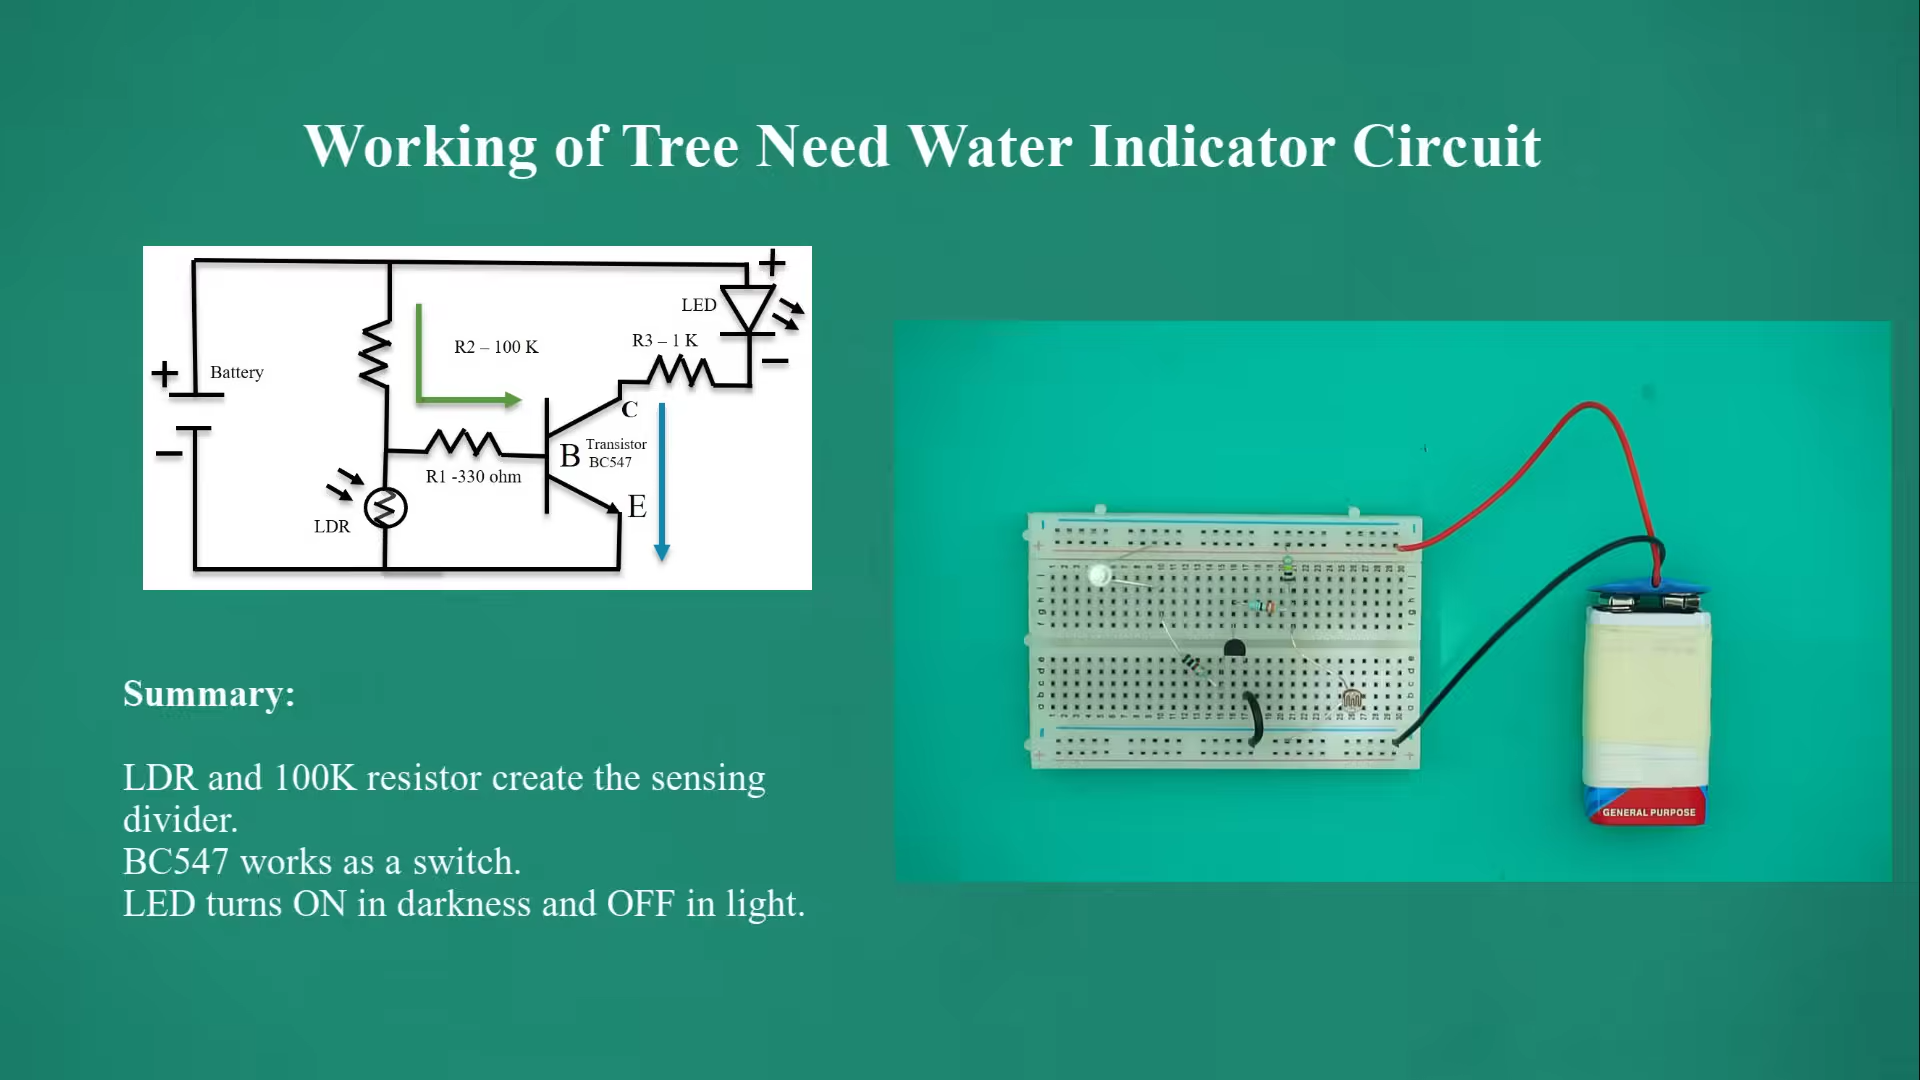 Working of Tree Need Water Indicator Circuit
+
LED
R3 – 1 K
R2 – 100 K
–
+
Battery
C
B
Transistor
BC547
–
R1 -330 ohm
E
LDR
Summary:
LDR and 100K resistor create the sensing
divider.
BC547 works as a switch.
LED turns ON in darkness and OFF in light.
GENERAL PURPOSE